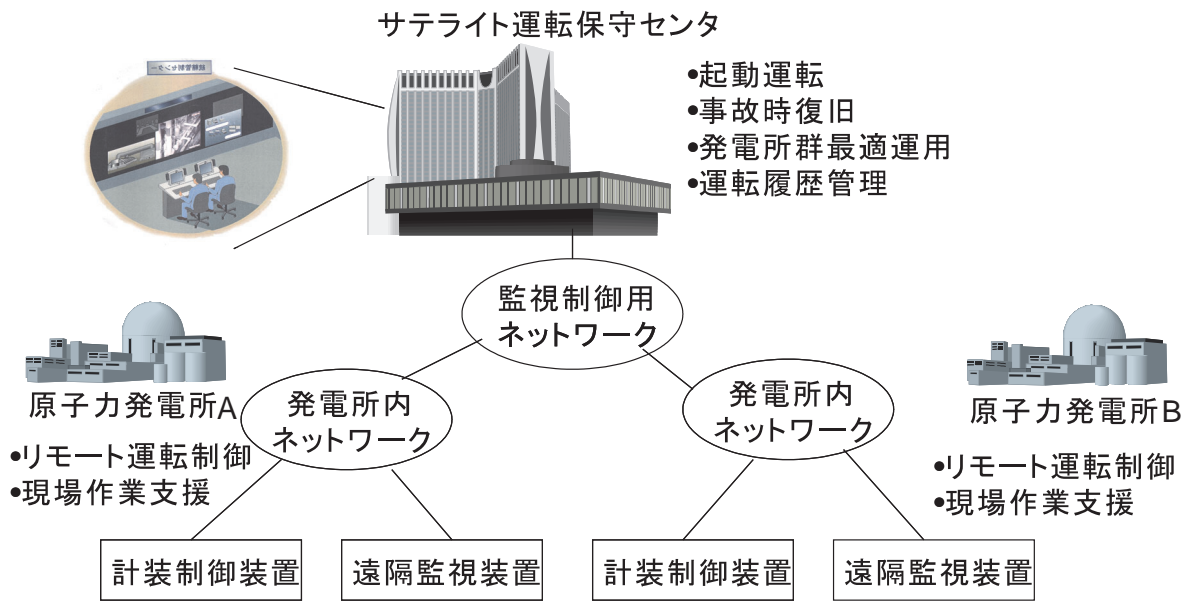 サテライト運転保守センタ
•起動運転
•事故時復旧
•発電所群最適運用
•運転履歴管理
監視制御用
ネットワーク
原子力発電所A
•リモート運転制御
•現場作業支援
発電所内
ネットワーク
発電所内
ネットワーク
原子力発電所B
•リモート運転制御
•現場作業支援
計装制御装置
遠隔監視装置
計装制御装置
遠隔監視装置